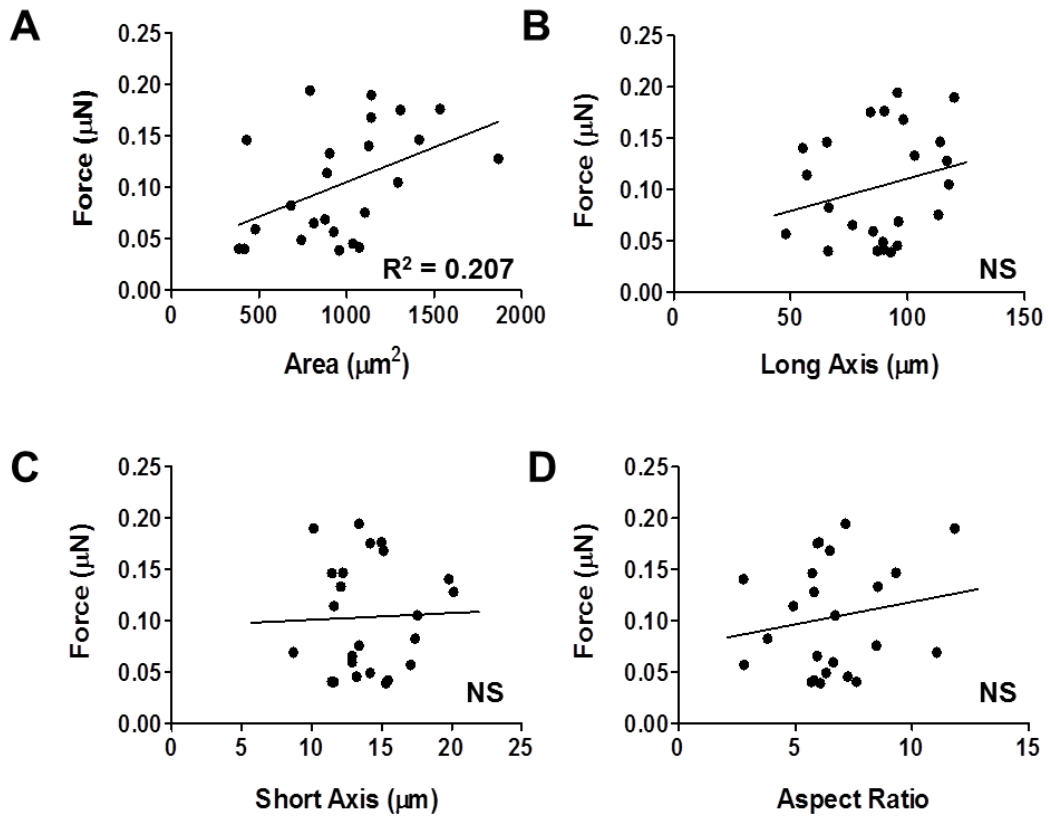 A
Force (μN)
0.25
0.20
0.15
0.10
0.05
0.00
R² = 0.207
0 500 1000 1500 2000
Area (μm²)
B
Force (μN)
0.25
0.20
0.15
0.10
0.05
0.00
NS
0 50 100 150
Long Axis (μm)
C
Force (μN)
0.25
0.20
0.15
0.10
0.05
0.00
NS
0 5 10 15 20 25
Short Axis (μm)
D
Force (μN)
0.25
0.20
0.15
0.10
0.05
0.00
NS
0 5 10 15
Aspect Ratio